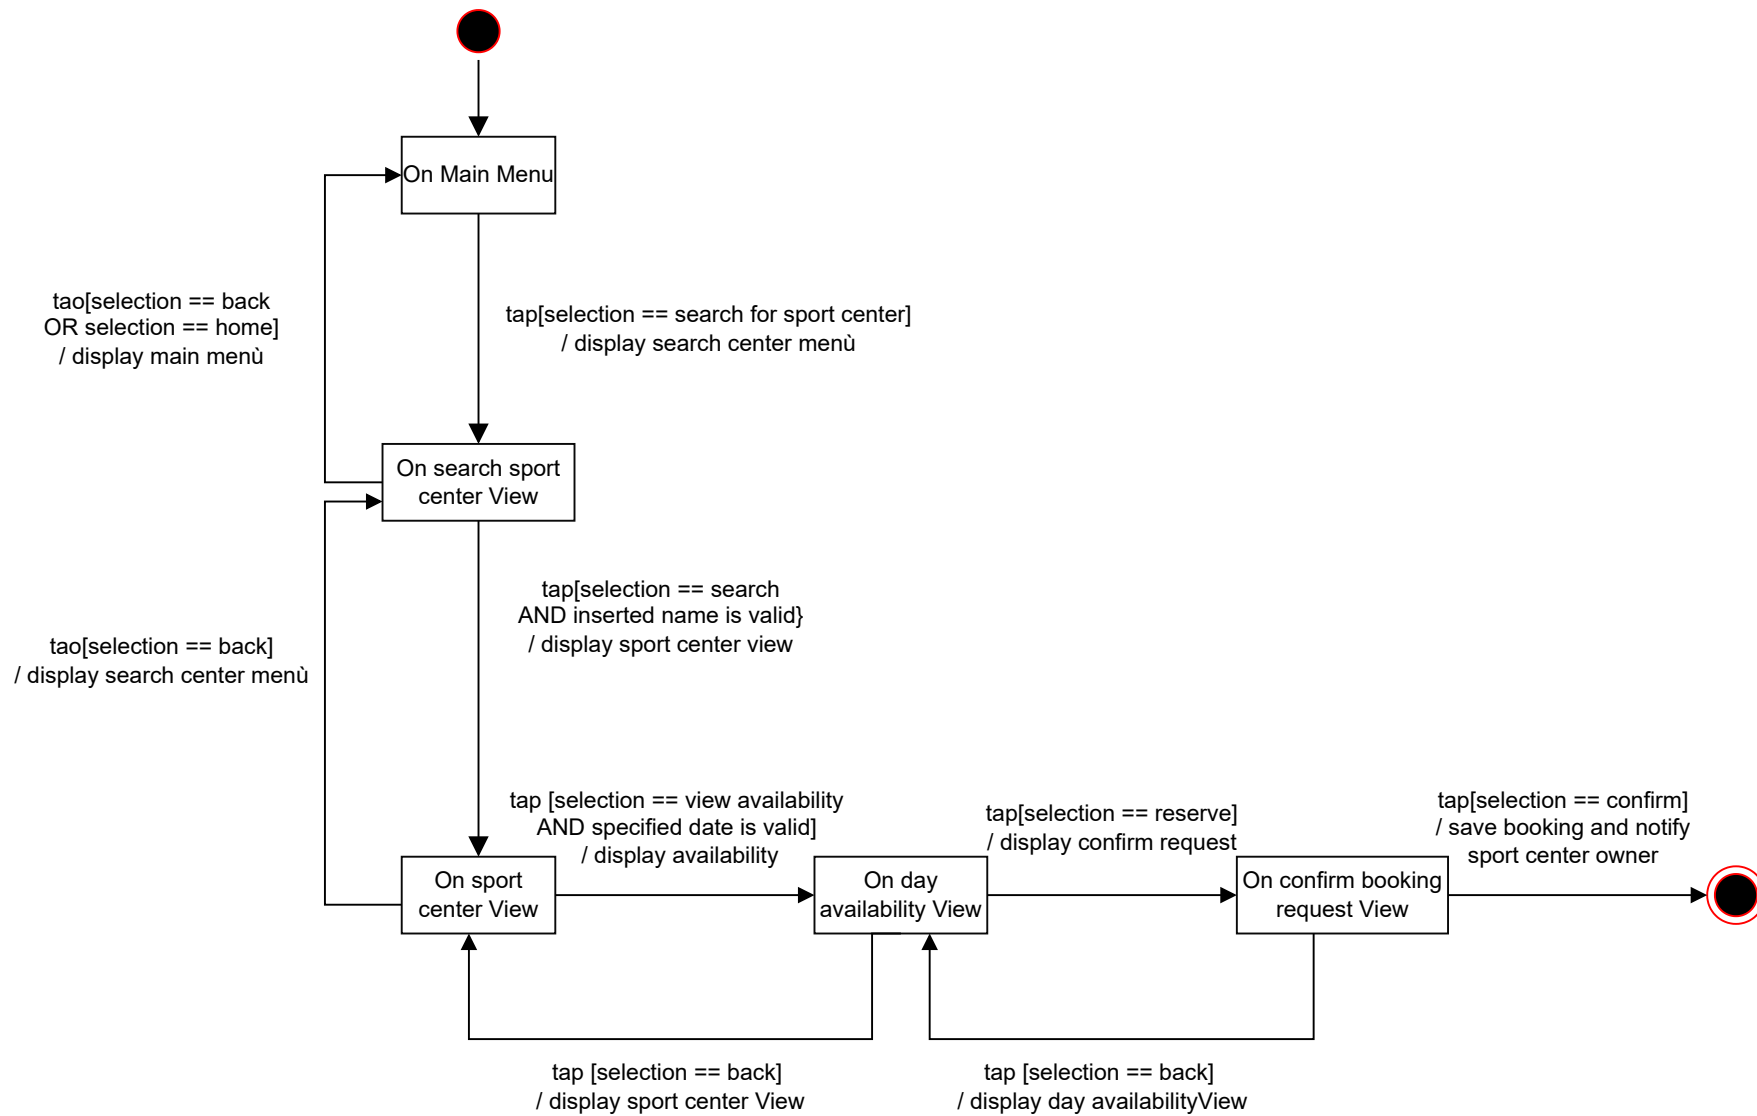 On Main Menu
tao[selection == back
OR selection == home]
/ display main menù
tap[selection == search for sport center]
/ display search center menù
On search sport
center View
tap[selection == search
AND inserted name is valid}
/ display sport center view
tao[selection == back]
/ display search center menù
tap [selection == view availability
AND specified date is valid]
/ display availability
tap[selection == reserve]
/ display confirm request
tap[selection == confirm]
/ save booking and notify
sport center owner
On sport
center View
On day
availability View
On confirm booking
request View
tap [selection == back]
/ display sport center View
tap [selection == back]
/ display day availabilityView